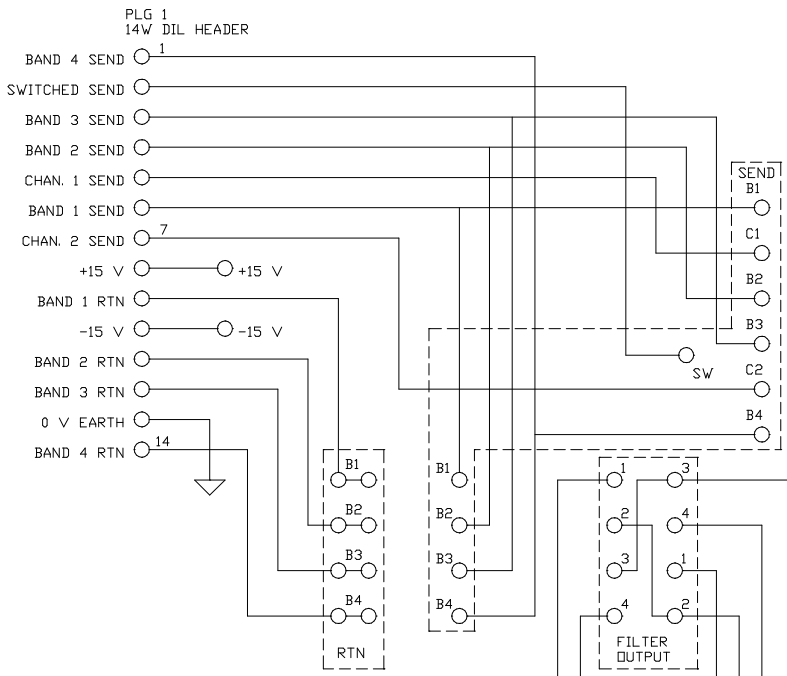 PLG 1
14W DIL HEADER
BAND 4 SEND 1
SWITCHED SEND
BAND 3 SEND
BAND 2 SEND
CHAN. 1 SEND
BAND 1 SEND
CHAN. 2 SEND 7
+15 V +15 V
BAND 1 RTN
-15 V -15 V
BAND 2 RTN
BAND 3 RTN
0 V EARTH
BAND 4 RTN 14
SEND
B1
C1
B2
B3
C2
B4
SW
B1
B2
B3
B4
RTN
B1
B2
B3
B4
1 3
2 4
3 1
4 2
FILTER
OUTPUT